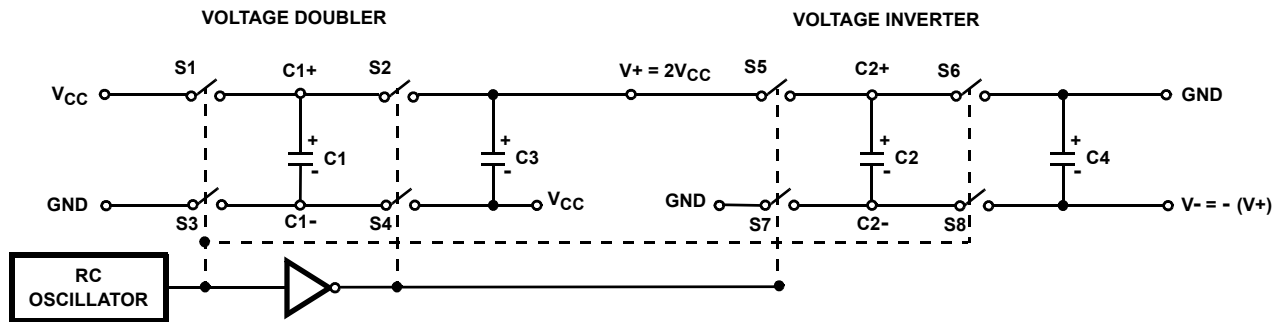 VOLTAGE DOUBLER VOLTAGE INVERTER
S1 C1+ S2 V+ = 2VCC S5 C2+ S6
VCC GND
+ + + +
C1 C3 C2 C4
- - - -
GND VCC GND V- = - (V+)
S3 C1- S4 S7 C2- S8
RC
OSCILLATOR